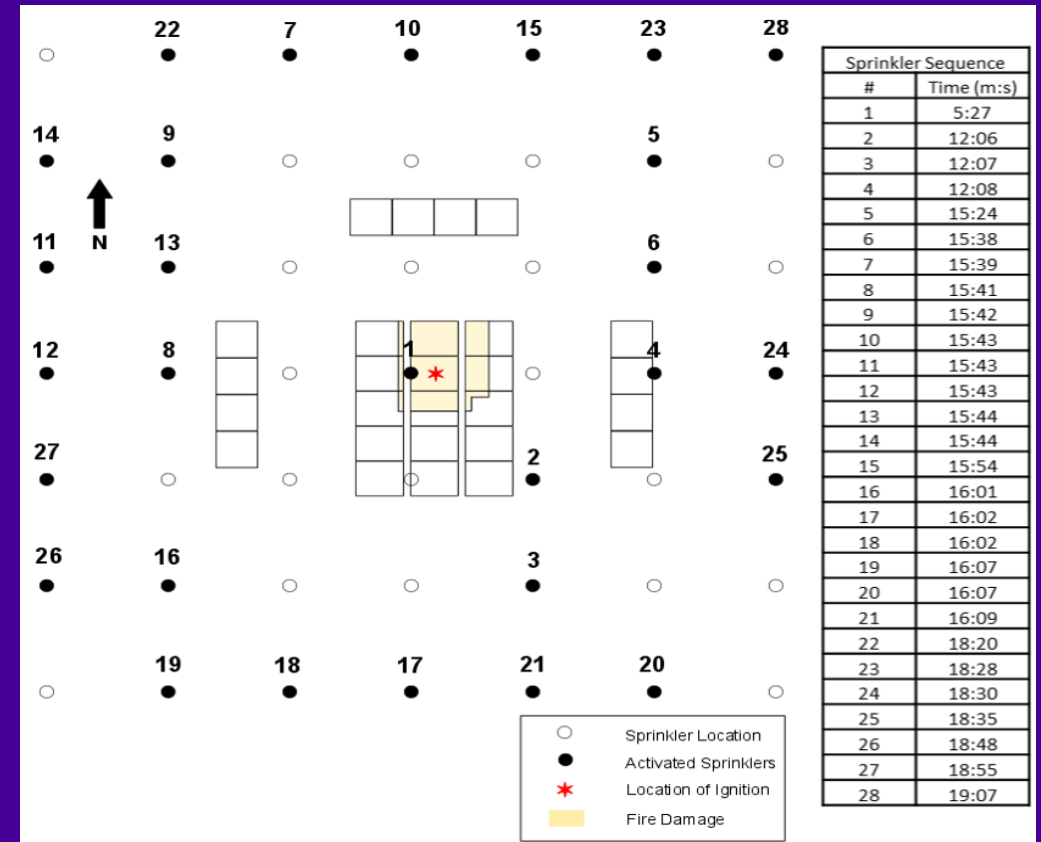 22 7 10 15 23 28
14 9 5
N
11 13 6
12 8 1 4 24
27 2 25
26 16 3
19 18 17 21 20
Sprinkler Location
Activated Sprinklers
Location of Ignition
Fire Damage
Sprinkler Sequence
# Time (m:s)
1 5:27
2 12:06
3 12:07
4 12:08
5 15:24
6 15:38
7 15:39
8 15:41
9 15:42
10 15:43
11 15:43
12 15:43
13 15:44
14 15:44
15 15:54
16 16:01
17 16:02
18 16:02
19 16:07
20 16:07
21 16:09
22 18:20
23 18:28
24 18:30
25 18:35
26 18:48
27 18:55
28 19:07